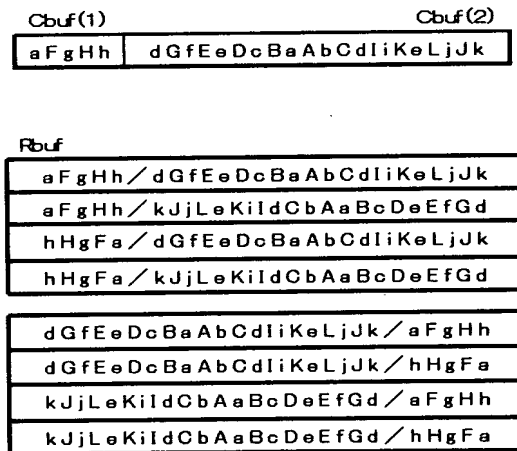 Cbuf(1) Cbuf(2)
aFgHh dGfEeDcBaAbCdIiKeLjJk
Rbuf
aFgHh／dGfEeDcBaAbCdIiKeLjJk
aFgHh／kJjLeKiIdCbAaBcDeEfGd
hHgFa／dGfEeDcBaAbCdIiKeLjJk
hHgFa／kJjLeKiIdCbAaBcDeEfGd
dGfEeDcBaAbCdIiKeLjJk／aFgHh
dGfEeDcBaAbCdIiKeLjJk／hHgFa
kJjLeKiIdCbAaBcDeEfGd／aFgHh
kJjLeKiIdCbAaBcDeEfGd／hHgFa